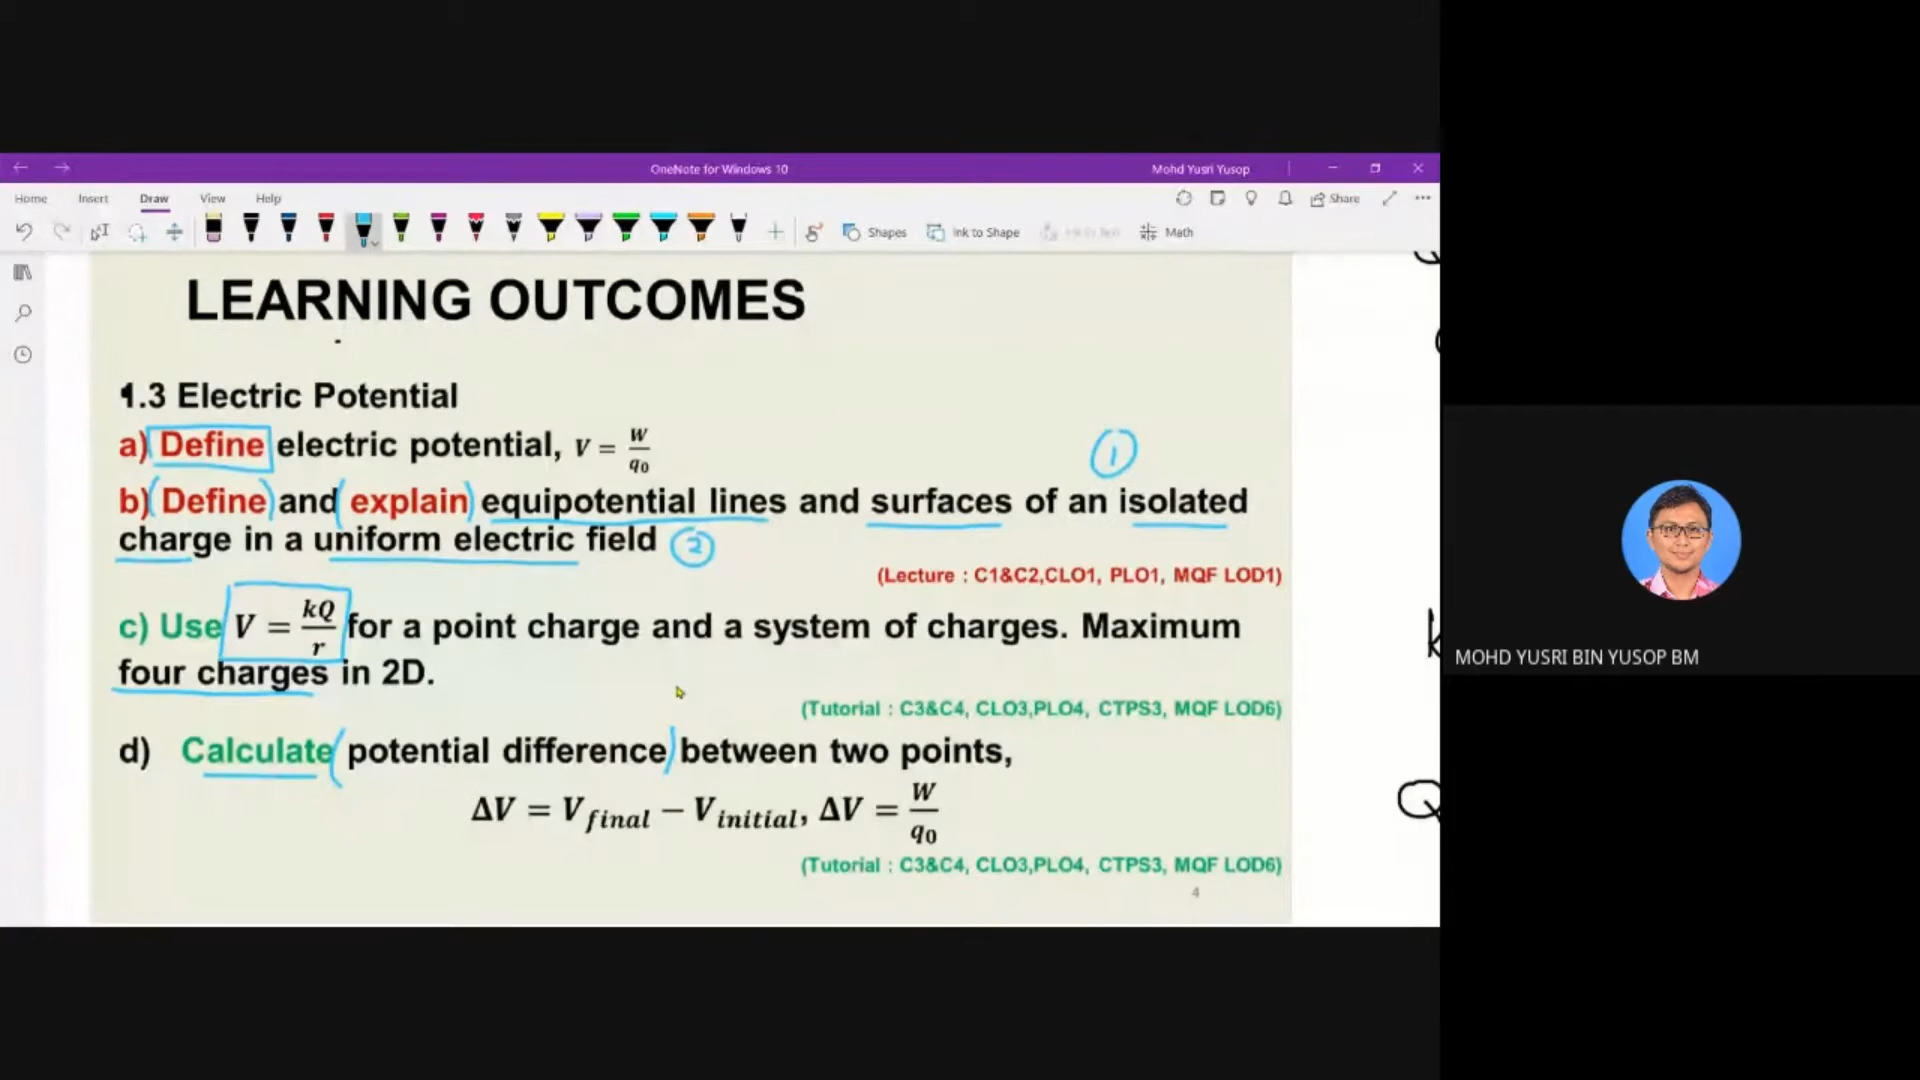 OneNote for Windows 10
Mohd Yusri Yusop
Home Insert Draw View Help
Share
Shapes Ink to Shape Math
LEARNING OUTCOMES
1.3 Electric Potential
a) Define electric potential, V = W/q₀
1
b) Define and explain equipotential lines and surfaces of an isolated
charge in a uniform electric field 2
(Lecture : C1&C2,CLO1, PLO1, MQF LOD1)
c) Use V = kQ/r for a point charge and a system of charges. Maximum
four charges in 2D.
(Tutorial : C3&C4, CLO3,PLO4, CTPS3, MQF LOD6)
d) Calculate potential difference between two points,
ΔV = V_final − V_initial, ΔV = W/q₀
(Tutorial : C3&C4, CLO3,PLO4, CTPS3, MQF LOD6)
4
MOHD YUSRI BIN YUSOP BM